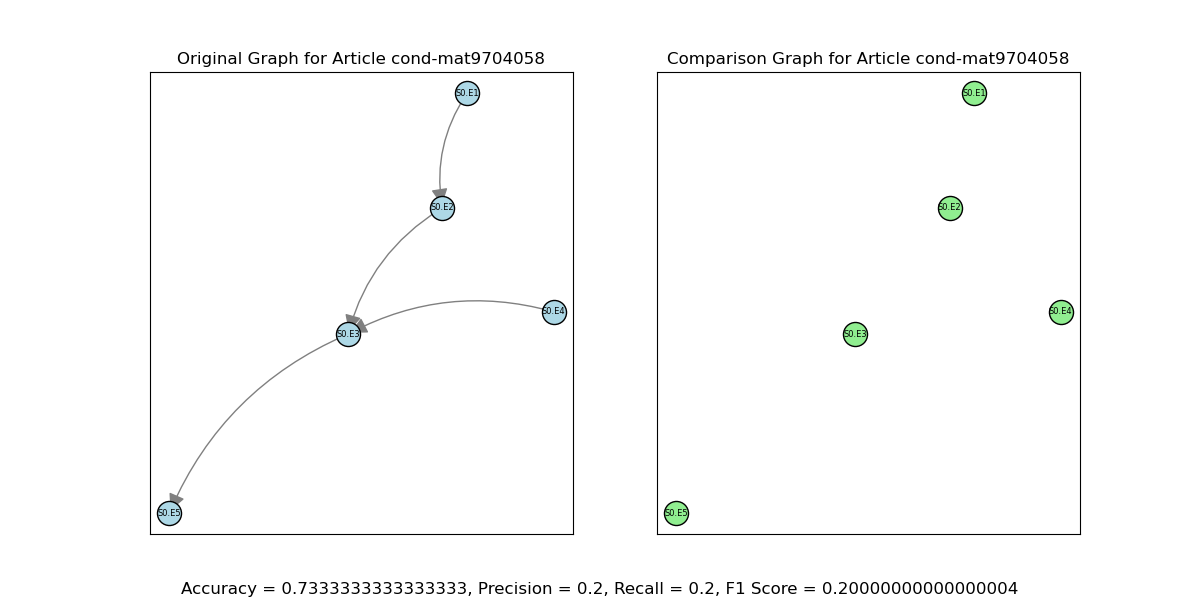 Original Graph for Article cond-mat9704058
Comparison Graph for Article cond-mat9704058
S0.E1
S0.E1
S0.E2
S0.E2
S0.E4
S0.E4
S0.E3
S0.E3
S0.E5
S0.E5
Accuracy = 0.7333333333333333, Precision = 0.2, Recall = 0.2, F1 Score = 0.20000000000000004